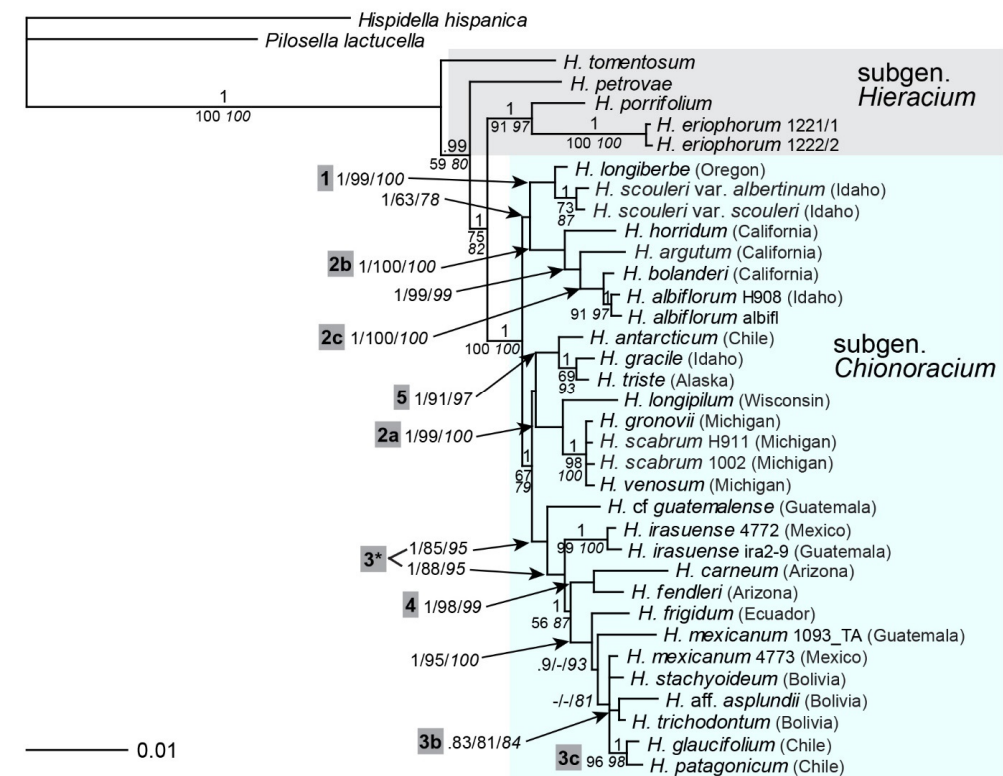 Hispidella hispanica
Pilosella lactucella
H. tomentosum
subgen.
Hieracium
H. petrovae
1
100 100
H. porrifolium
1
91 97
1
100 100
H. eriophorum 1221/1
H. eriophorum 1222/2
.99
59 80
1 1/99/100
H. longiberbe (Oregon)
1/63/78
1
73
87
H. scouleri var. albertinum (Idaho)
H. scouleri var. scouleri (Idaho)
1
75
82
H. horridum (California)
2b 1/100/100
H. argutum (California)
H. bolanderi (California)
1/99/99
1
91 97
H. albiflorum H908 (Idaho)
H. albiflorum albifl
2c 1/100/100
1
100 100
H. antarcticum (Chile)
subgen.
Chionoracium
1
69
93
H. gracile (Idaho)
H. triste (Alaska)
5 1/91/97
H. longipilum (Wisconsin)
H. gronovii (Michigan)
2a 1/99/100
1
98
100
H. scabrum H911 (Michigan)
H. scabrum 1002 (Michigan)
H. venosum (Michigan)
1
67
79
H. cf guatemalense (Guatemala)
1
99 100
H. irasuense 4772 (Mexico)
H. irasuense ira2-9 (Guatemala)
3* 1/85/95
1/88/95
H. carneum (Arizona)
H. fendleri (Arizona)
4 1/98/99
1
56 87
H. frigidum (Ecuador)
H. mexicanum 1093_TA (Guatemala)
1/95/100
.9/-/93
H. mexicanum 4773 (Mexico)
H. stachyoideum (Bolivia)
-/-/81
H. aff. asplundii (Bolivia)
H. trichodontum (Bolivia)
3b .83/81/84
3c 1
96 98
H. glaucifolium (Chile)
H. patagonicum (Chile)
0.01